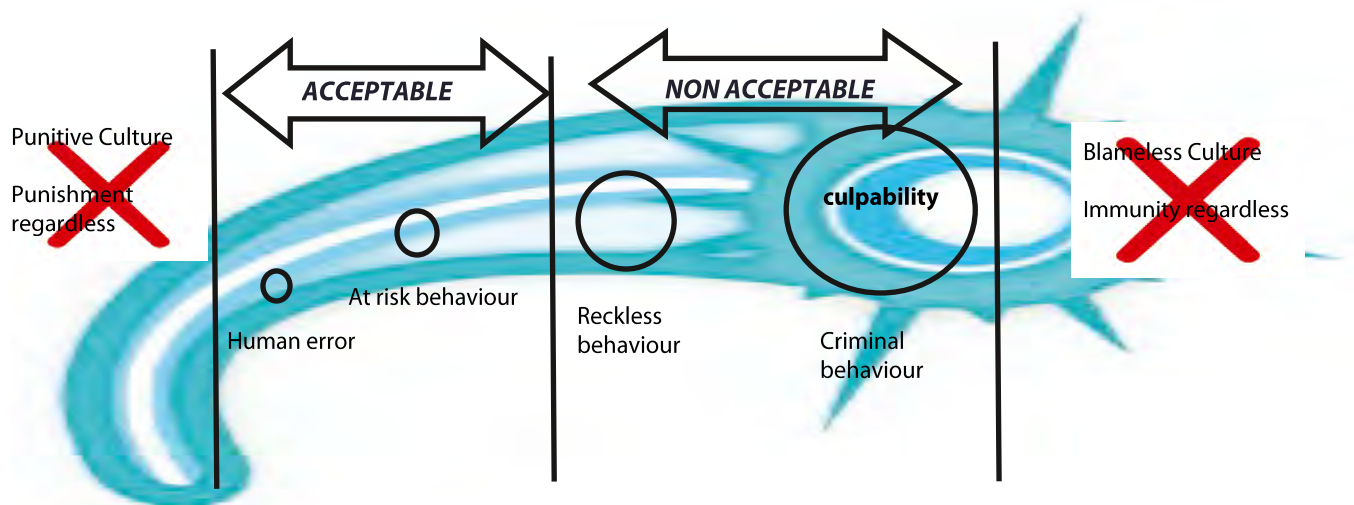 ACCEPTABLE
NON ACCEPTABLE
Punitive Culture
Punishment
regardless
Blameless Culture
Immunity regardless
culpability
At risk behaviour
Human error
Reckless
behaviour
Criminal
behaviour